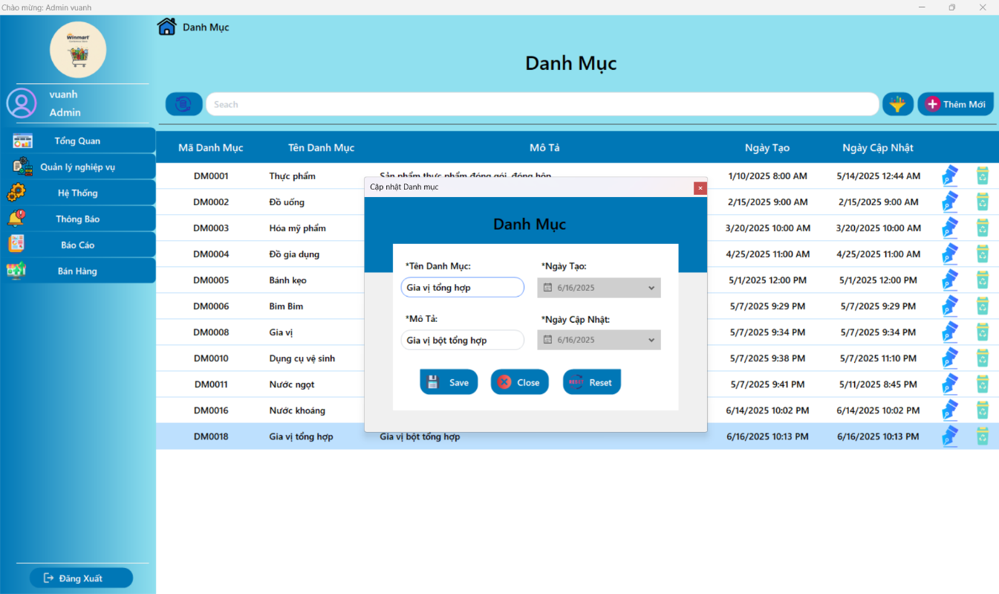 Chào mừng: Admin vuanh
Winmart
vuanh
Admin
Tổng Quan
Quản lý nghiệp vụ
Hệ Thống
Thông Báo
Báo Cáo
Bán Hàng
Đăng Xuất
Danh Mục
Danh Mục
Seach
Thêm Mới
Mã Danh Mục Tên Danh Mục Mô Tả Ngày Tạo Ngày Cập Nhật
DM0001 Thực phẩm Sản phẩm thực phẩm đóng gói, đóng hộp 1/10/2025 8:00 AM 5/14/2025 12:44 AM
DM0002 Đồ uống 2/15/2025 9:00 AM 2/15/2025 9:00 AM
DM0003 Hóa mỹ phẩm 3/20/2025 10:00 AM 3/20/2025 10:00 AM
DM0004 Đồ gia dụng 4/25/2025 11:00 AM 4/25/2025 11:00 AM
DM0005 Bánh kẹo 5/1/2025 12:00 PM 5/1/2025 12:00 PM
DM0006 Bim Bim 5/7/2025 9:29 PM 5/7/2025 9:29 PM
DM0008 Gia vị 5/7/2025 9:34 PM 5/7/2025 9:34 PM
DM0010 Dụng cụ vệ sinh 5/7/2025 9:38 PM 5/7/2025 11:10 PM
DM0011 Nước ngọt 5/7/2025 9:41 PM 5/11/2025 8:45 PM
DM0016 Nước khoáng 6/14/2025 10:02 PM 6/14/2025 10:02 PM
DM0018 Gia vị tổng hợp Gia vị bột tổng hợp 6/16/2025 10:13 PM 6/16/2025 10:13 PM
Cập nhật Danh mục
Danh Mục
*Tên Danh Mục: *Ngày Tạo:
Gia vị tổng hợp 6/16/2025
*Mô Tả: *Ngày Cập Nhật:
Gia vị bột tổng hợp 6/16/2025
Save Close Reset